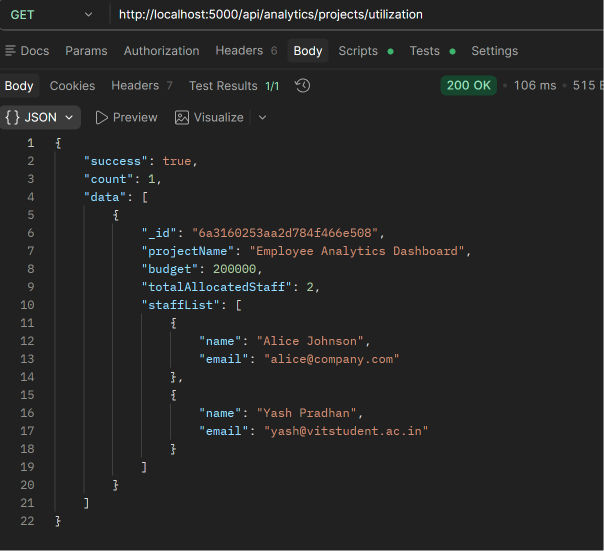 GET http://localhost:5000/api/analytics/projects/utilization
Docs Params Authorization Headers 6 Body Scripts Tests Settings
Body Cookies Headers 7 Test Results 1/1 200 OK • 106 ms • 515 B
{} JSON Preview Visualize
1 {
2 "success": true,
3 "count": 1,
4 "data": [
5 {
6 "_id": "6a3160253aa2d784f466e508",
7 "projectName": "Employee Analytics Dashboard",
8 "budget": 200000,
9 "totalAllocatedStaff": 2,
10 "staffList": [
11 {
12 "name": "Alice Johnson",
13 "email": "alice@company.com"
14 },
15 {
16 "name": "Yash Pradhan",
17 "email": "yash@vitstudent.ac.in"
18 }
19 ]
20 }
21 ]
22 }